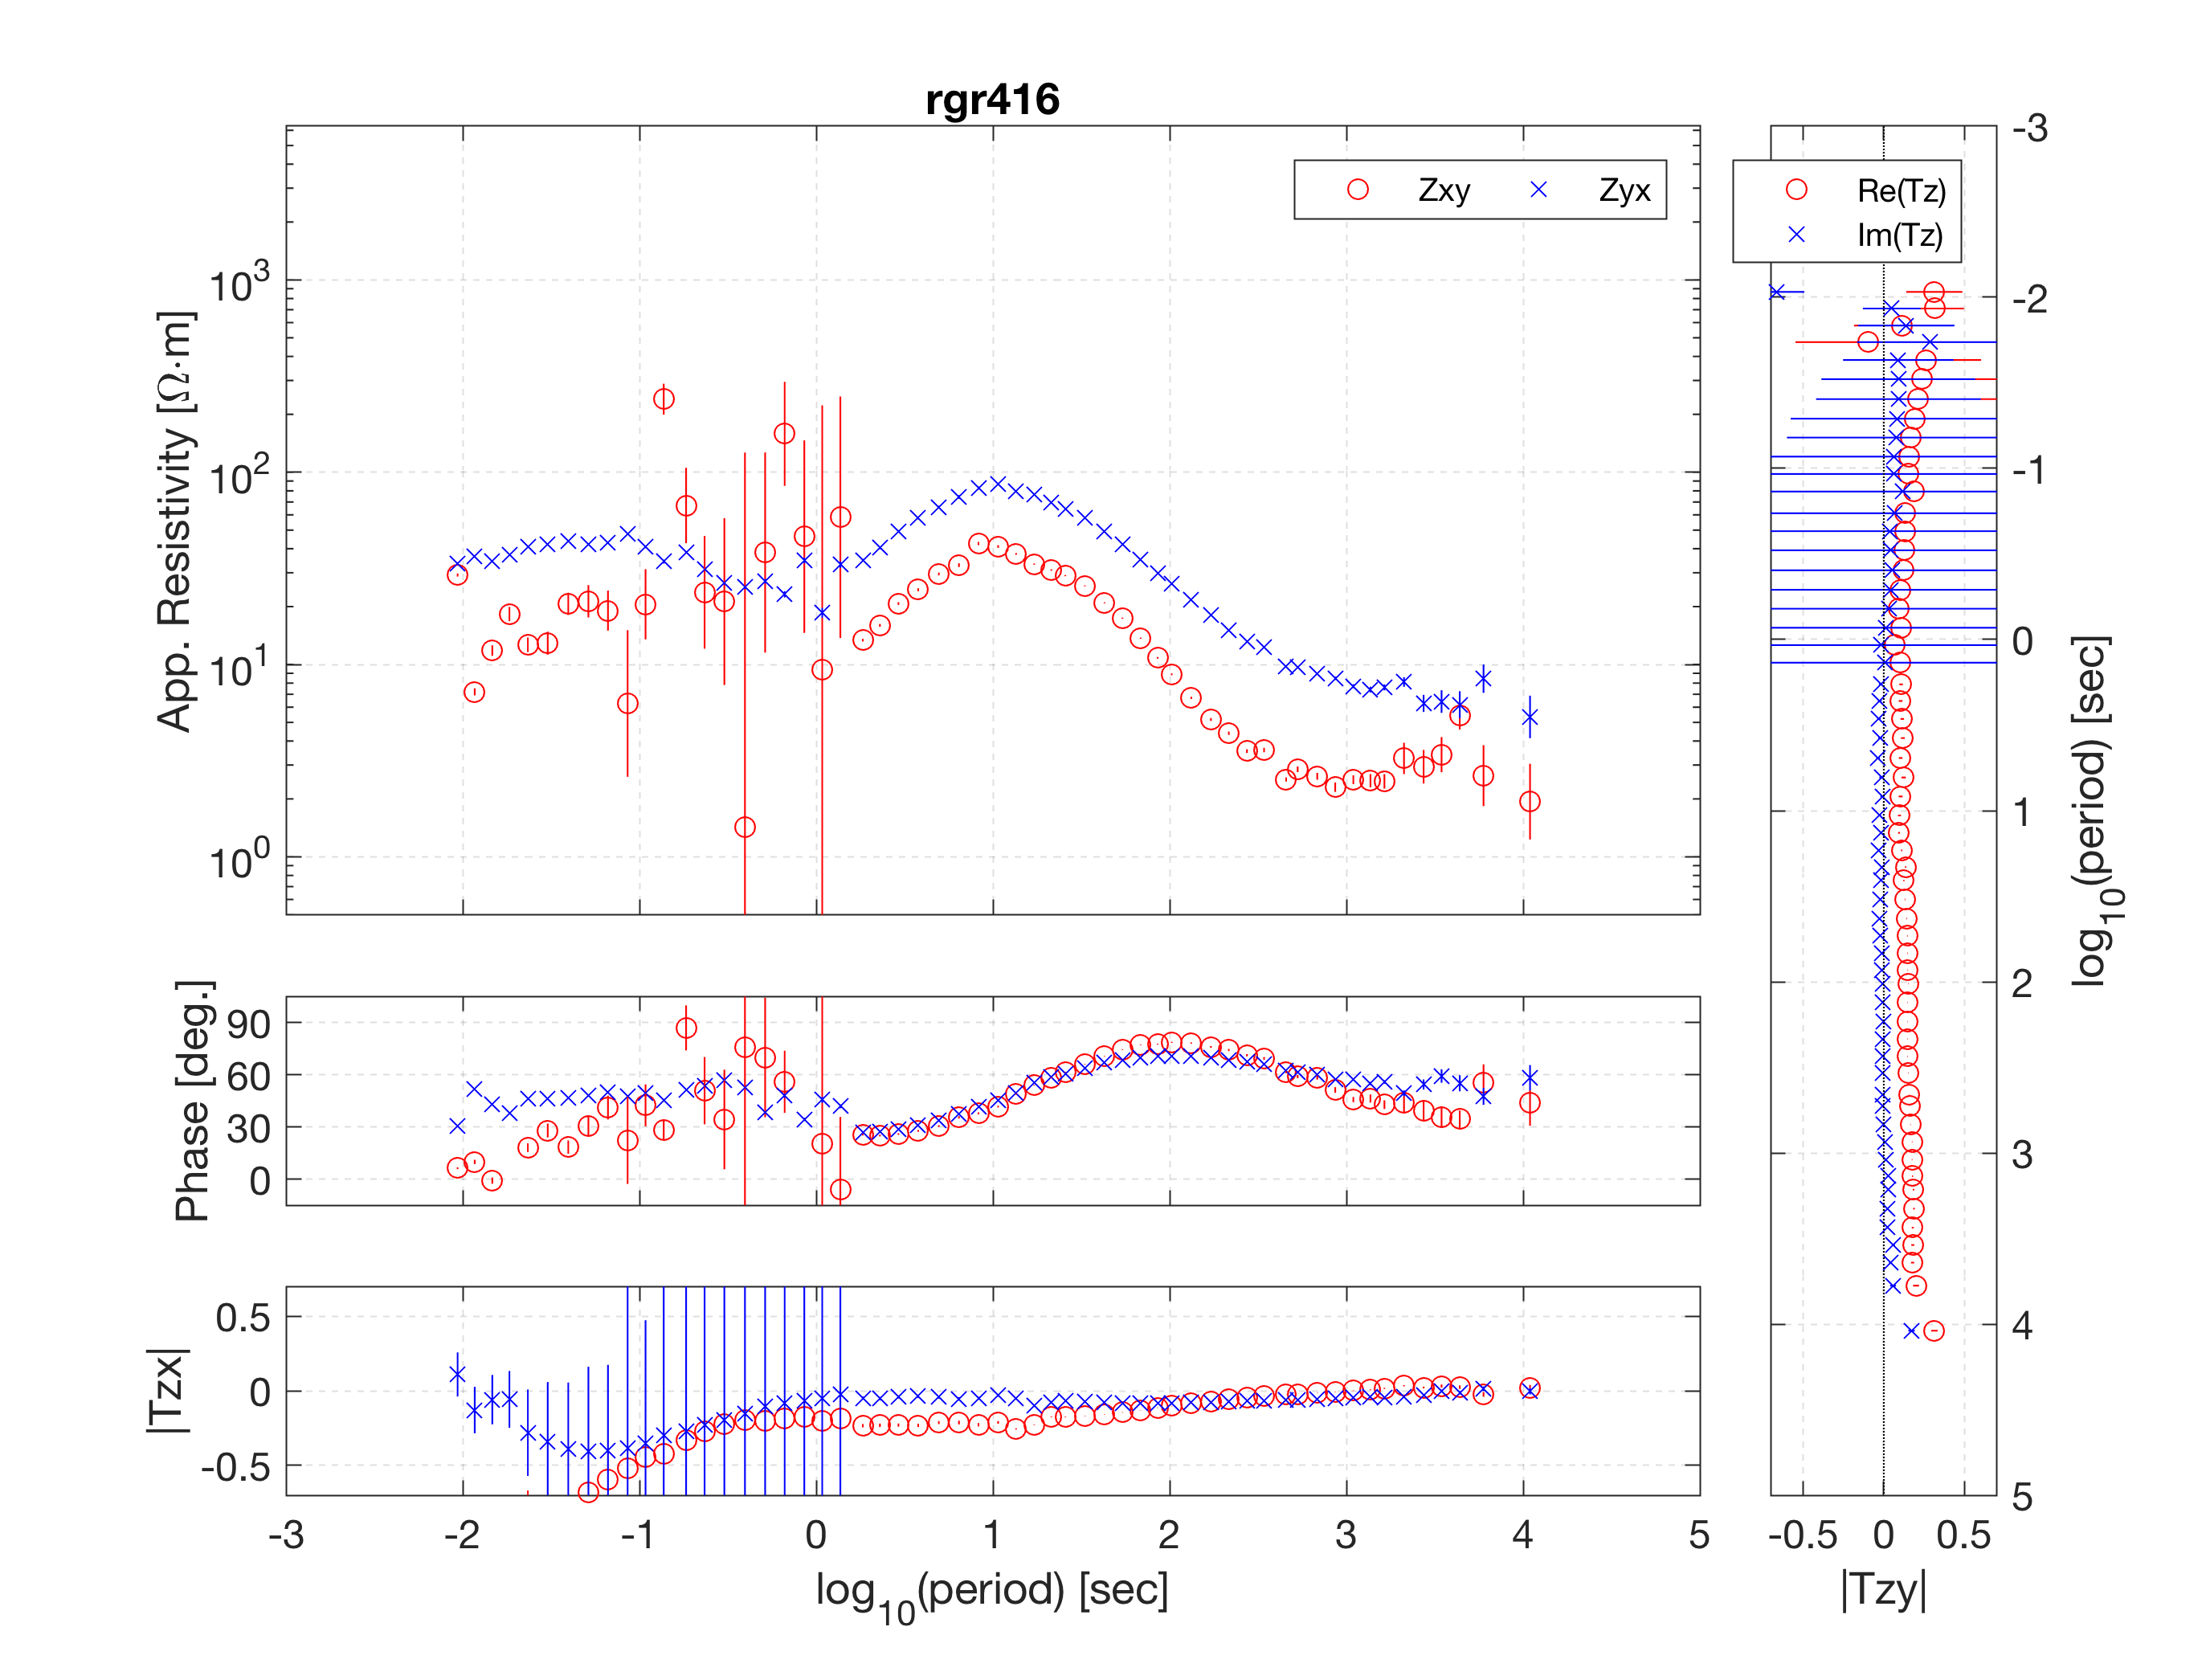 rgr416
Zxy Zyx
Re(Tz)
Im(Tz)
App. Resistivity [Ω·m]
10^3
10^2
10^1
10^0
Phase [deg.]
90
60
30
0
|Tzx|
0.5
0
-0.5
-3 -2 -1 0 1 2 3 4 5
log10(period) [sec]
-3
-2
-1
0
1
2
3
4
5
log10(period) [sec]
-0.5 0 0.5
|Tzy|